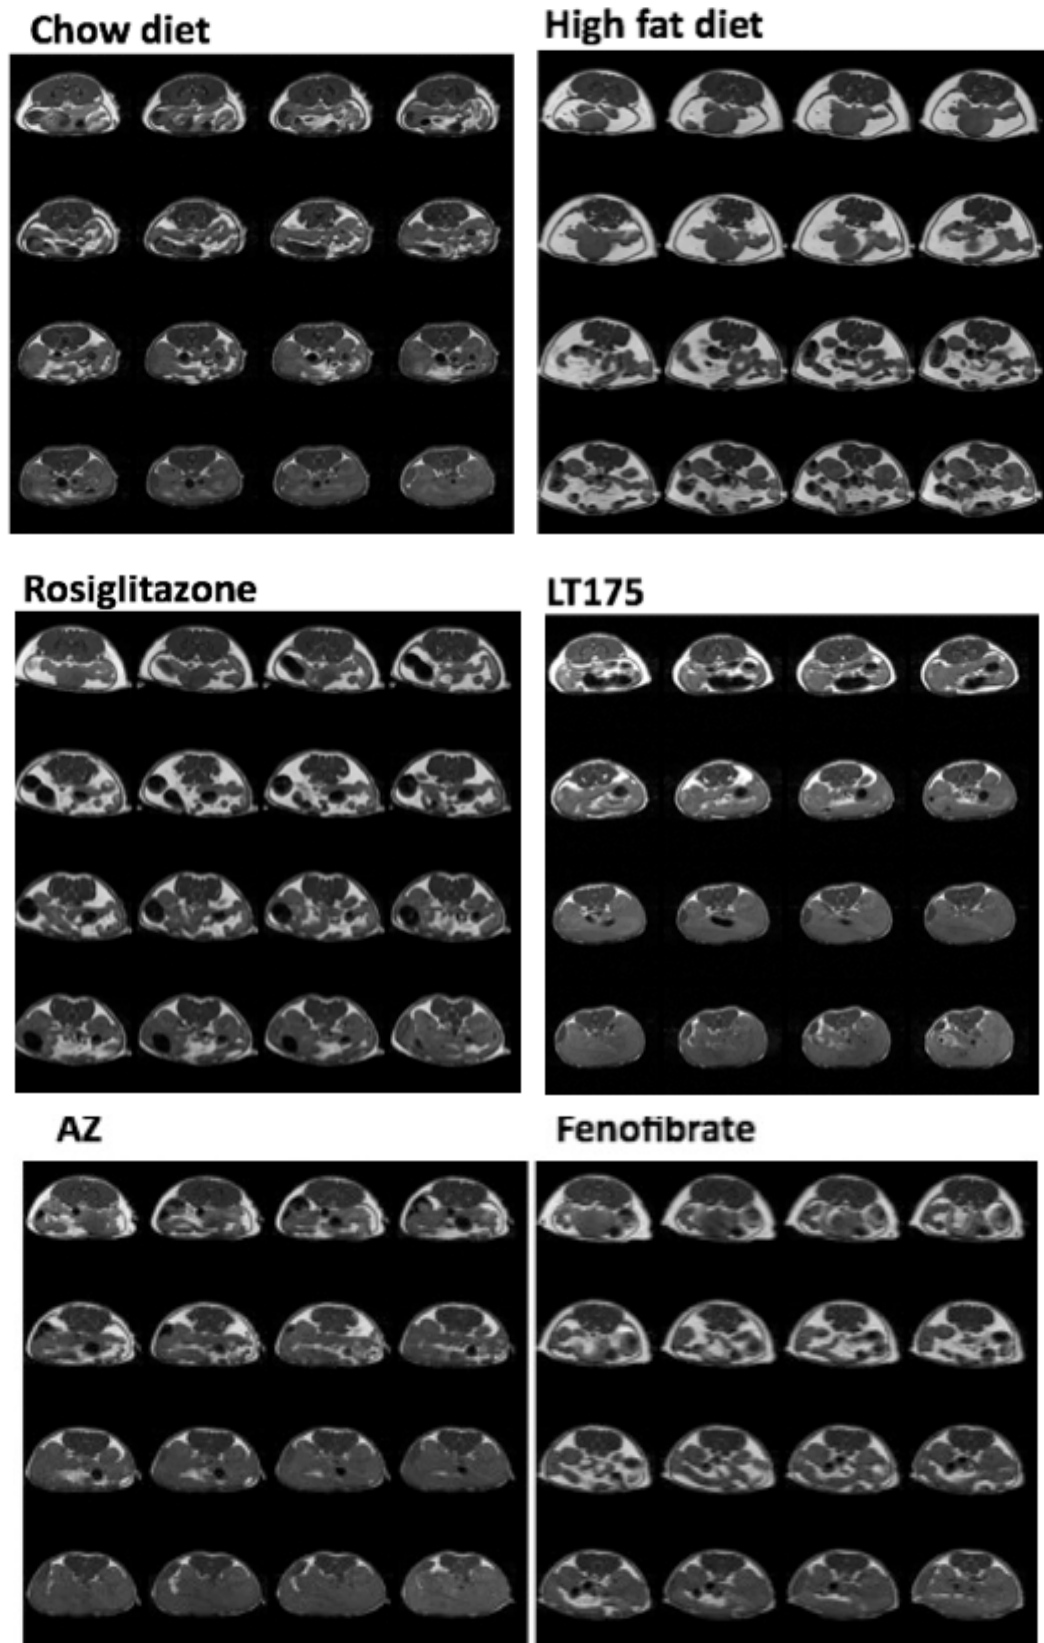 Chow diet
High fat diet
Rosiglitazone
LT175
AZ
Fenofibrate